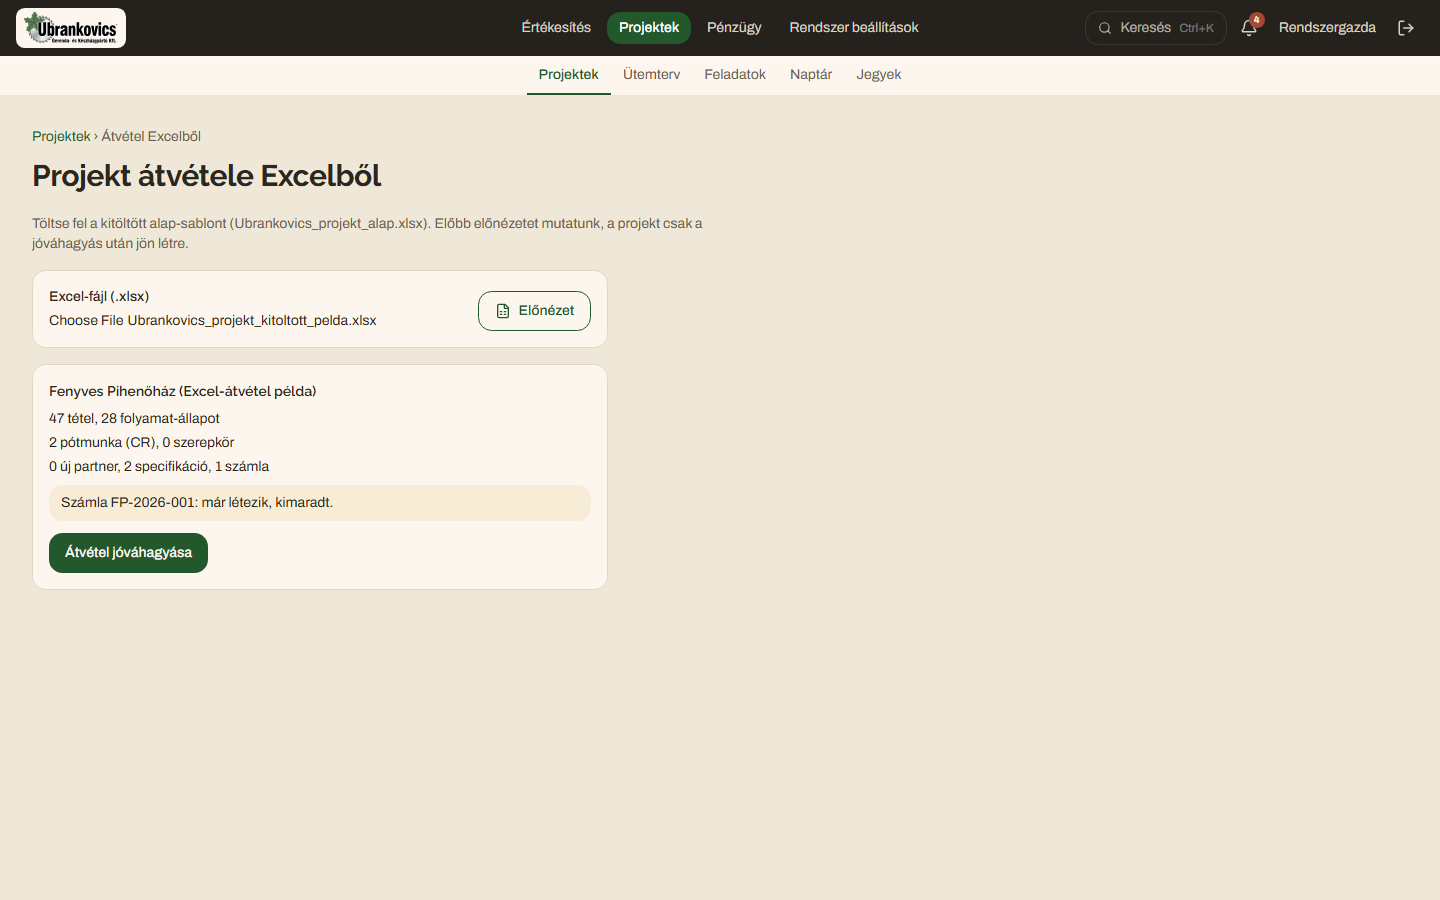 Ubrankovics
Gerenda- és Készházgyártó Kft.
Értékesítés
Projektek
Pénzügy
Rendszer beállítások
Keresés Ctrl+K
4
Rendszergazda
Projektek
Ütemterv
Feladatok
Naptár
Jegyek
Projektek › Átvétel Excelből
Projekt átvétele Excelből
Töltse fel a kitöltött alap-sablont (Ubrankovics_projekt_alap.xlsx). Előbb előnézetet mutatunk, a projekt csak a
jóváhagyás után jön létre.
Excel-fájl (.xlsx)
Choose File Ubrankovics_projekt_kitoltott_pelda.xlsx
Előnézet
Fenyves Pihenőház (Excel-átvétel példa)
47 tétel, 28 folyamat-állapot
2 pótmunka (CR), 0 szerepkör
0 új partner, 2 specifikáció, 1 számla
Számla FP-2026-001: már létezik, kimaradt.
Átvétel jóváhagyása